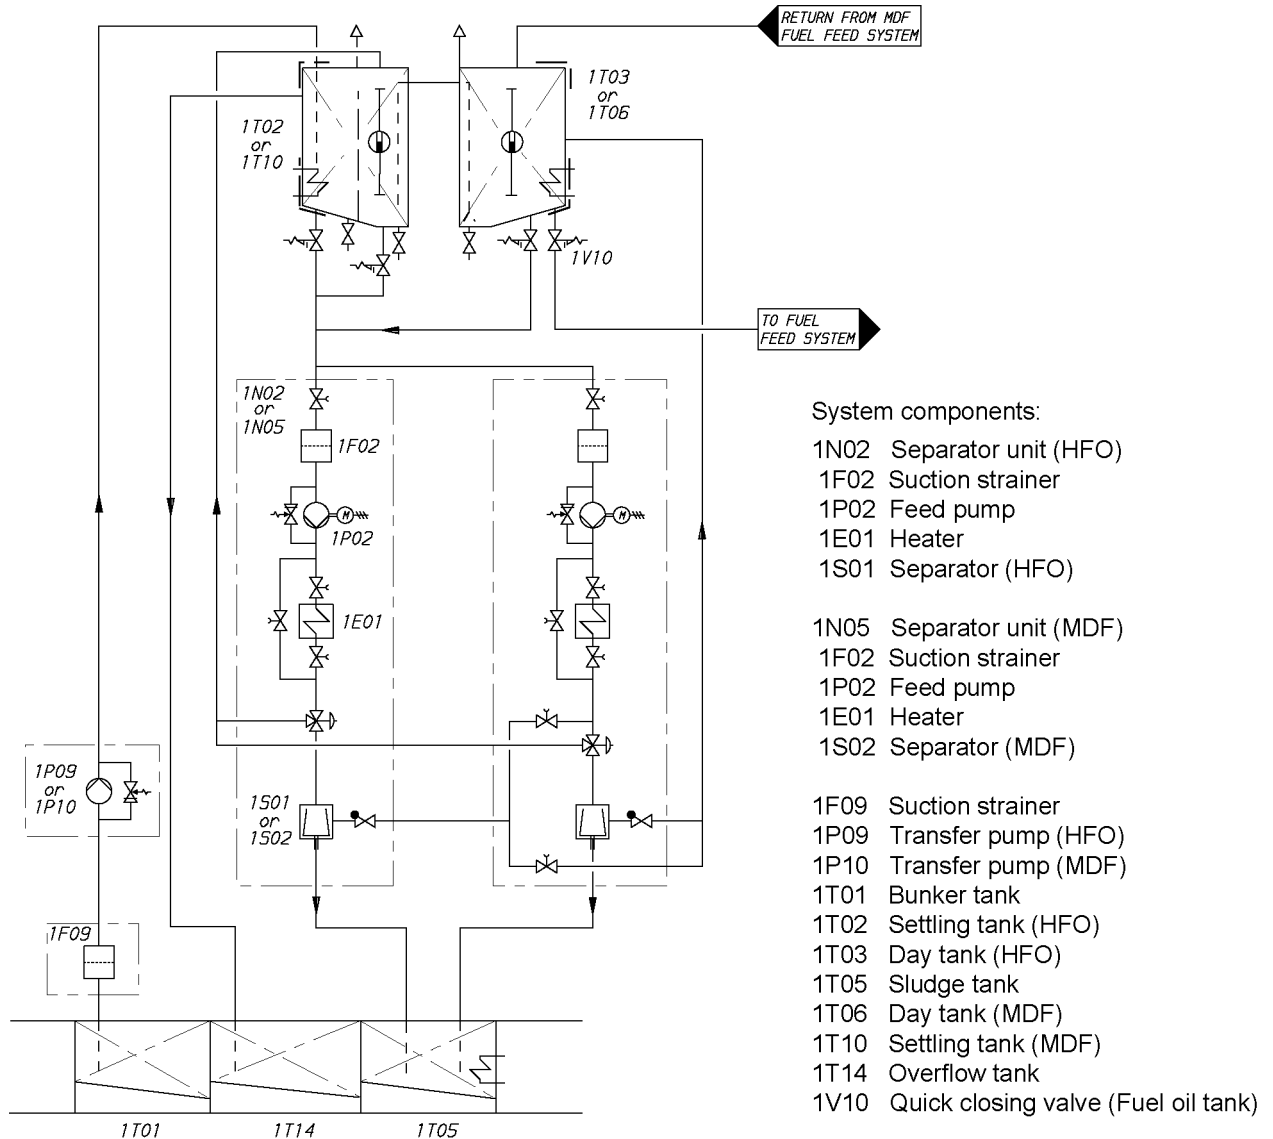 RETURN FROM MDF
FUEL FEED SYSTEM
1T03
or
1T06
1T02
or
1T10
1V10
TO FUEL
FEED SYSTEM
1N02
or
1N05
1F02
M
M
1P02
1E01
1P09
or
1P10
1S01
or
1S02
1F09
1T01
1T14
1T05
System components:
1N02 Separator unit (HFO)
1F02 Suction strainer
1P02 Feed pump
1E01 Heater
1S01 Separator (HFO)
1N05 Separator unit (MDF)
1F02 Suction strainer
1P02 Feed pump
1E01 Heater
1S02 Separator (MDF)
1F09 Suction strainer
1P09 Transfer pump (HFO)
1P10 Transfer pump (MDF)
1T01 Bunker tank
1T02 Settling tank (HFO)
1T03 Day tank (HFO)
1T05 Sludge tank
1T06 Day tank (MDF)
1T10 Settling tank (MDF)
1T14 Overflow tank
1V10 Quick closing valve (Fuel oil tank)